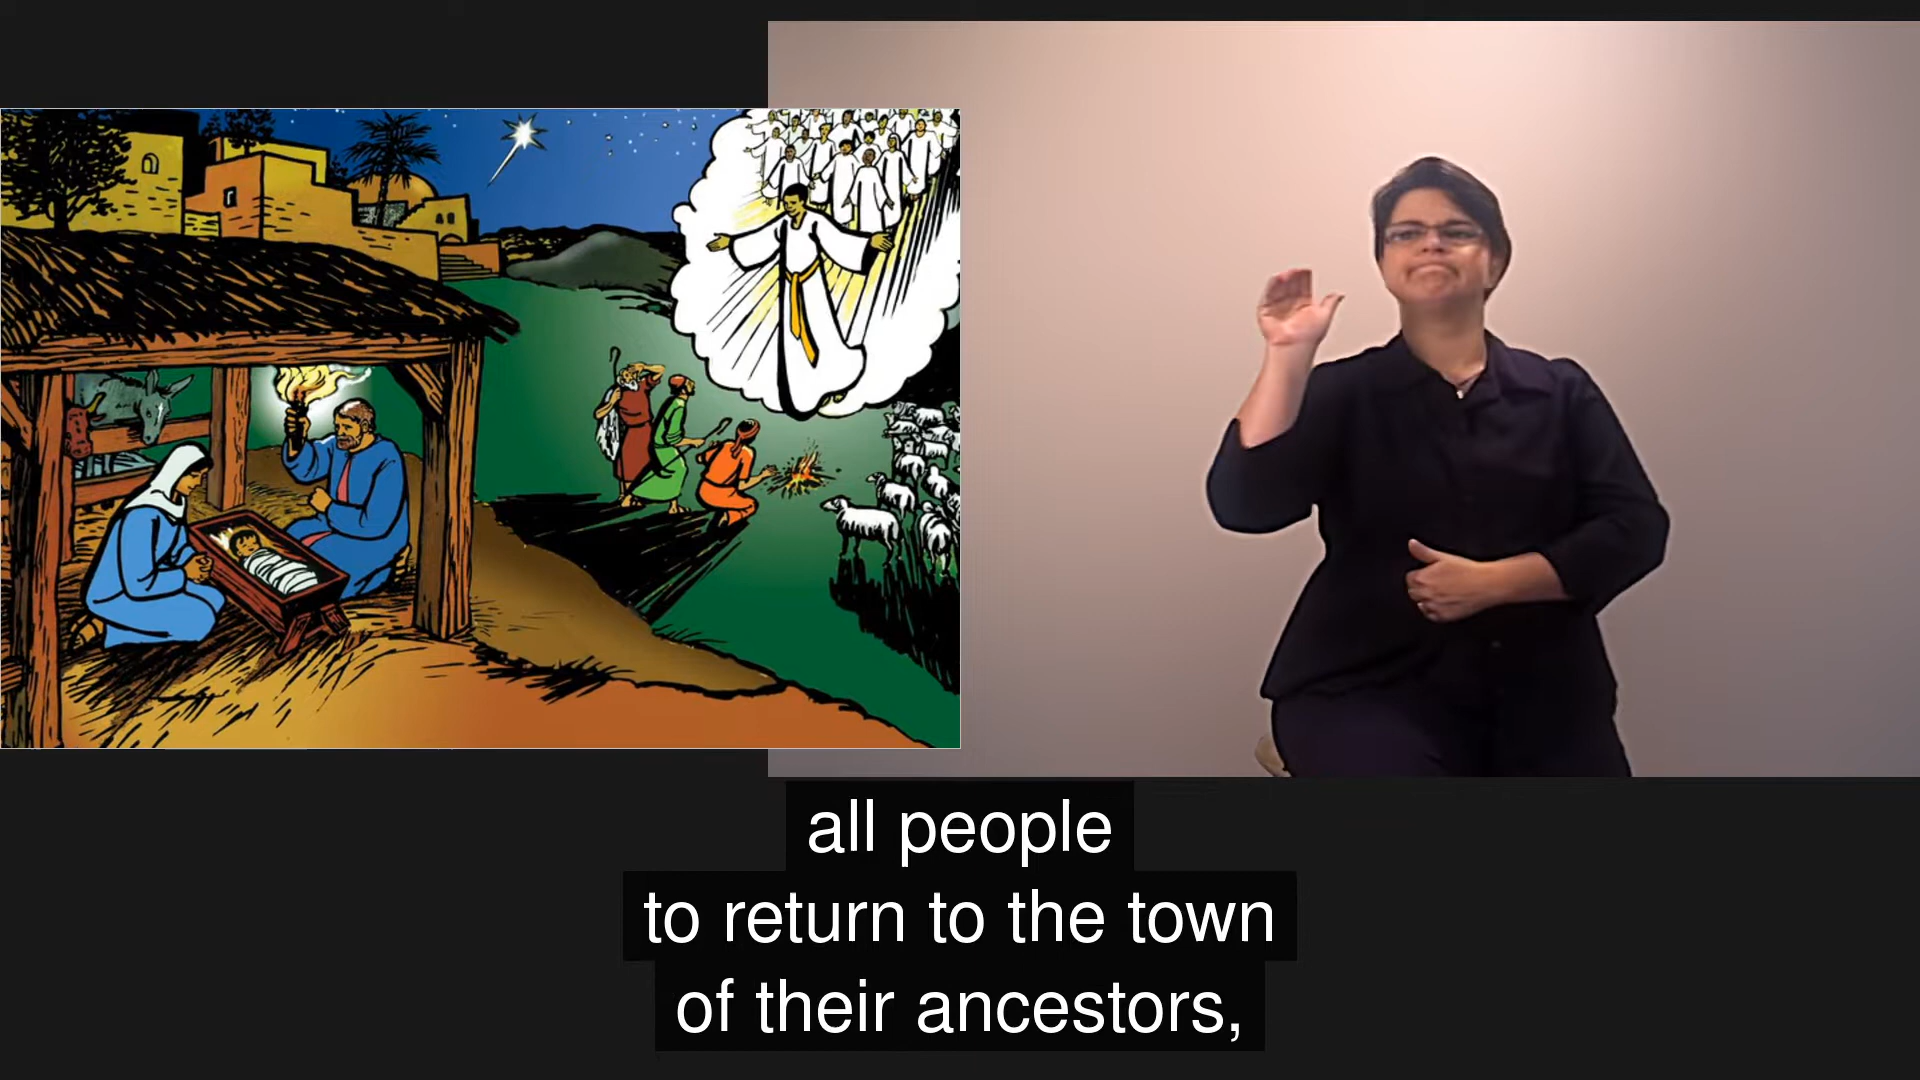 all people
to return to the town
of their ancestors,